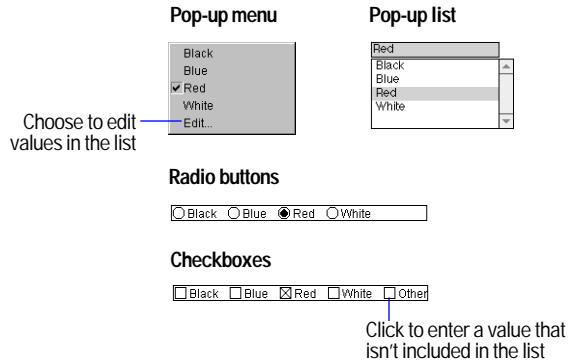 Pop-up menu
Pop-up list
Black
Blue
Red
White
Edit...
Choose to edit
values in the list
Red
Black
Blue
Red
White
Radio buttons
Black Blue Red White
Checkboxes
Black Blue Red White Other
Click to enter a value that
isn't included in the list